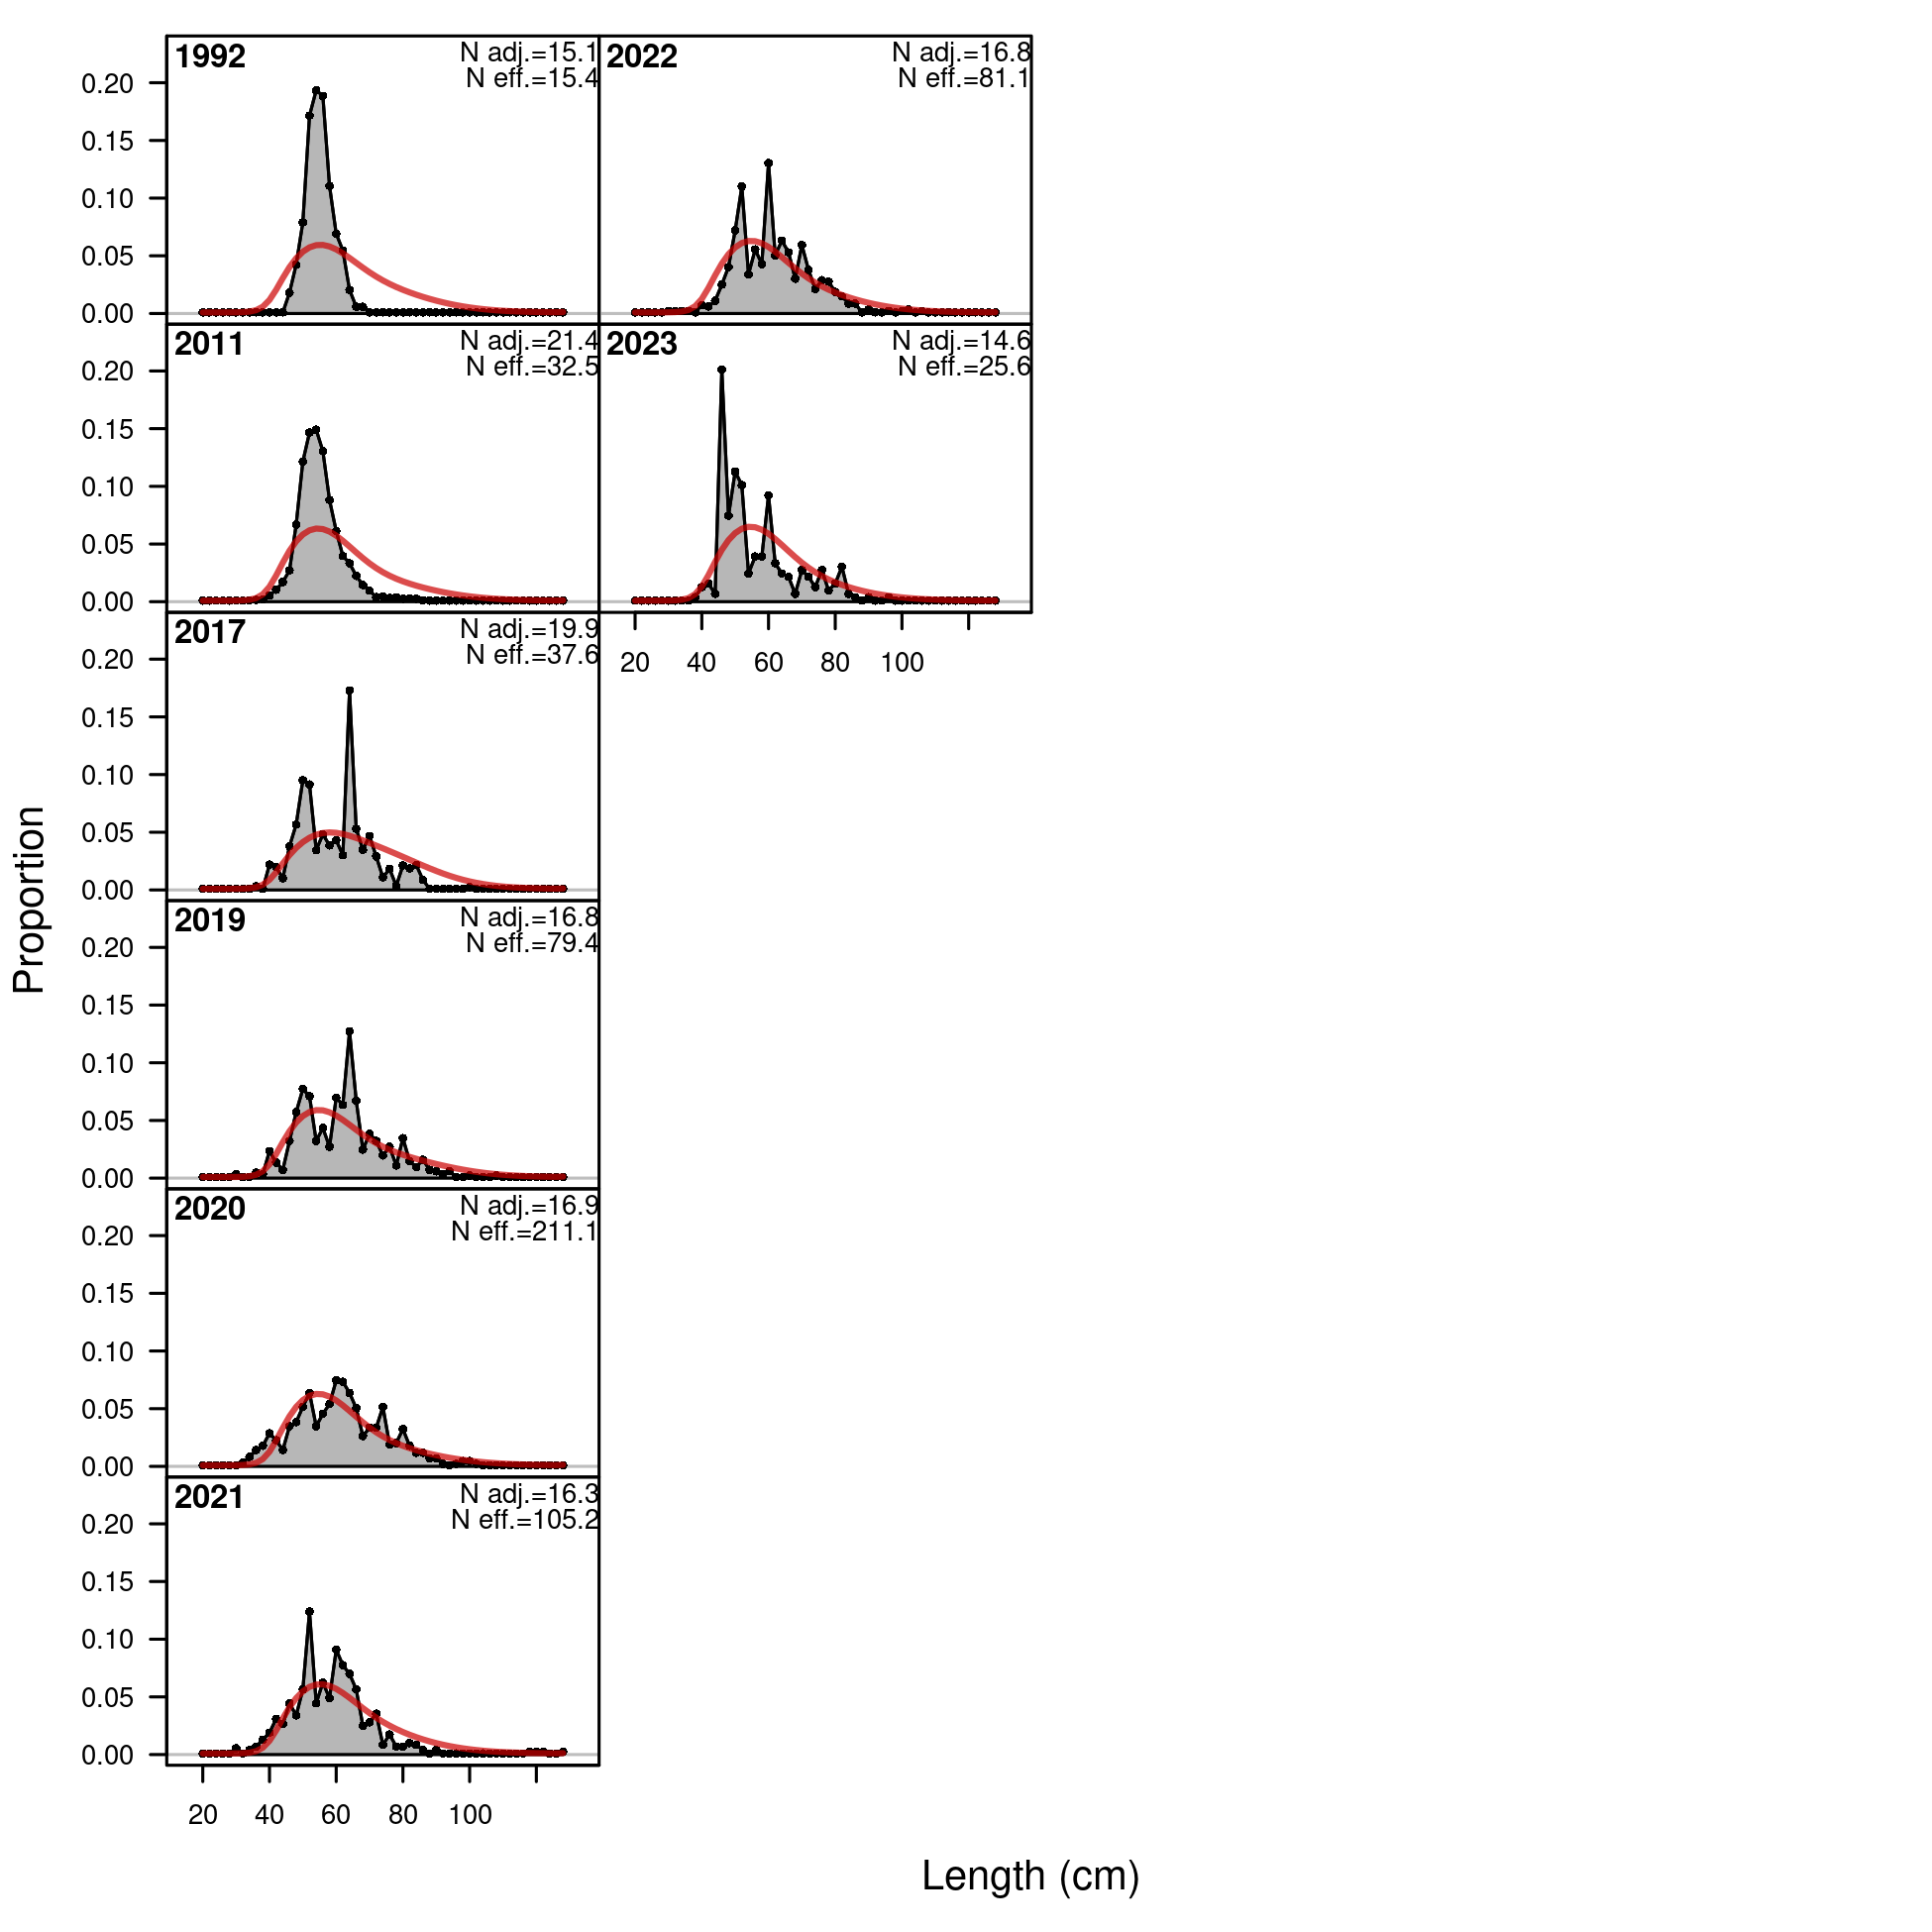 1992
N adj.=15.1
N eff.=15.4
0.20
0.15
0.10
0.05
0.00
2011
N adj.=21.4
N eff.=32.5
0.20
0.15
0.10
0.05
0.00
2017
N adj.=19.9
N eff.=37.6
0.20
0.15
0.10
0.05
0.00
2019
N adj.=16.8
N eff.=79.4
0.20
0.15
0.10
0.05
0.00
2020
N adj.=16.9
N eff.=211.1
0.20
0.15
0.10
0.05
0.00
2021
N adj.=16.3
N eff.=105.2
0.20
0.15
0.10
0.05
0.00
20 40 60 80 100
2022
N adj.=16.8
N eff.=81.1
2023
N adj.=14.6
N eff.=25.6
20 40 60 80 100
Proportion
Length (cm)